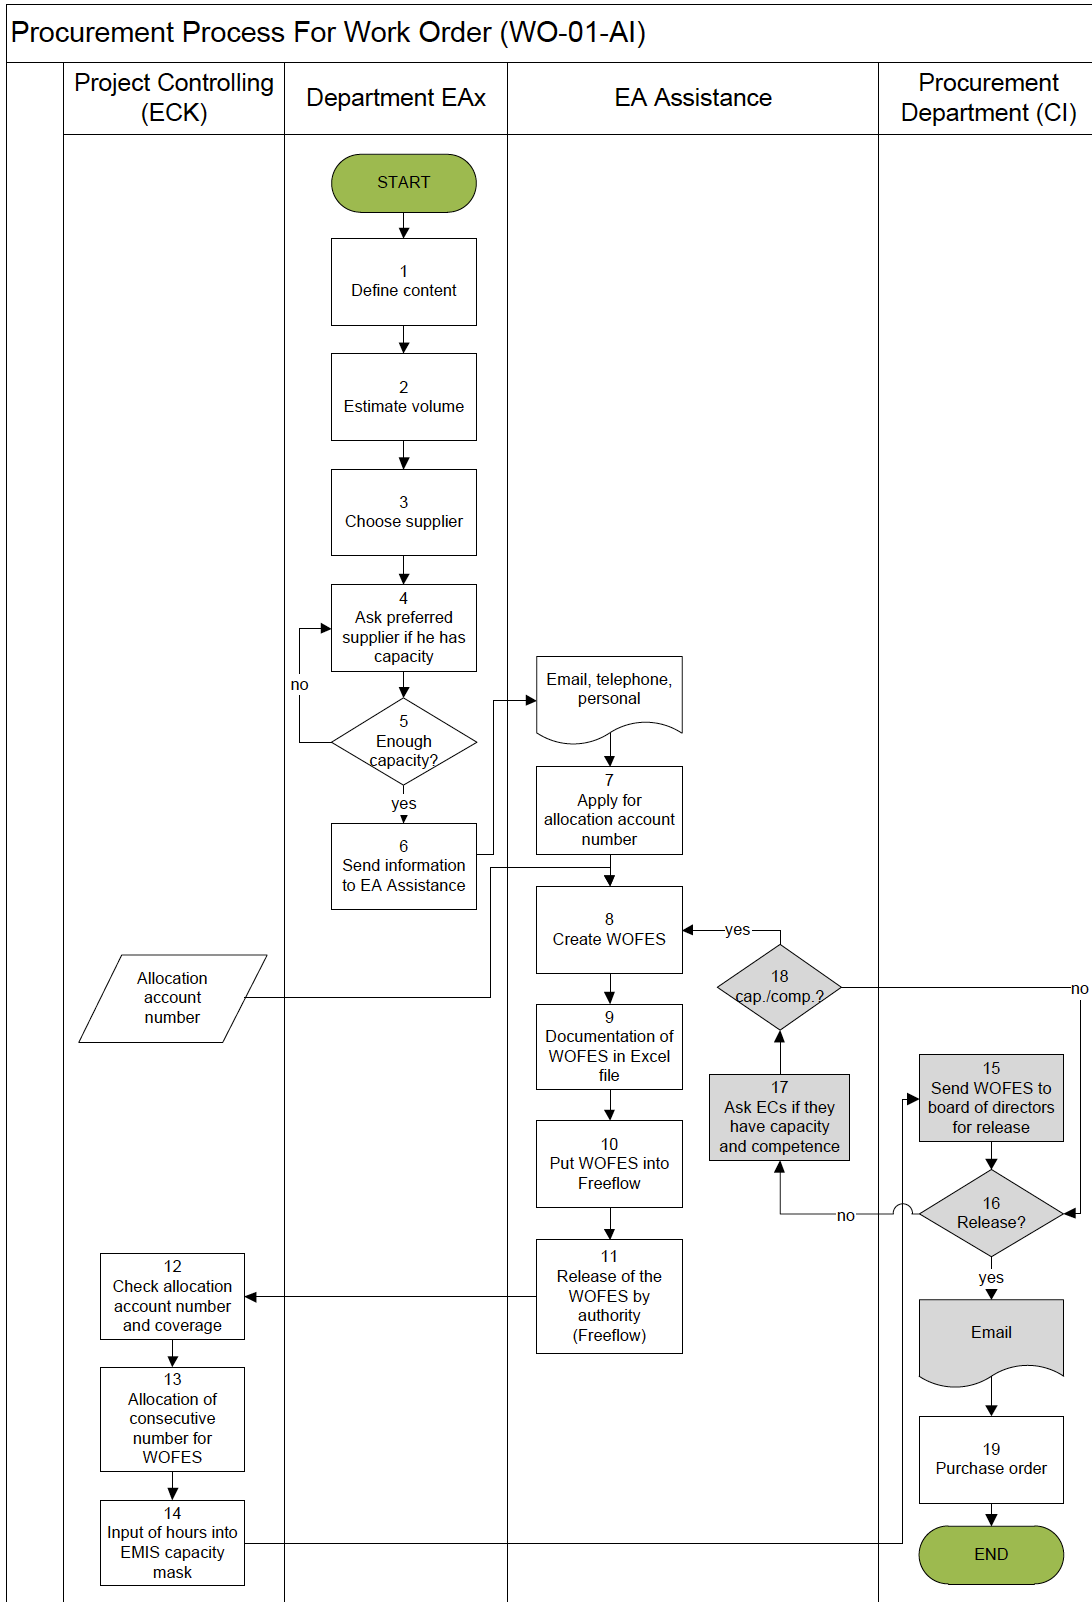 Procurement Process For Work Order (WO-01-AI)
Project Controlling
(ECK)
Department EAx
EA Assistance
Procurement
Department (CI)
START
1
Define content
2
Estimate volume
3
Choose supplier
4
Ask preferred
supplier if he has
capacity
no
5
Enough
capacity?
yes
6
Send information
to EA Assistance
Email, telephone,
personal
7
Apply for
allocation account
number
8
Create WOFES
yes
18
cap./comp.?
no
Allocation
account
number
9
Documentation of
WOFES in Excel
file
17
Ask ECs if they
have capacity
and competence
15
Send WOFES to
board of directors
for release
10
Put WOFES into
Freeflow
no
16
Release?
yes
11
Release of the
WOFES by
authority
(Freeflow)
12
Check allocation
account number
and coverage
Email
13
Allocation of
consecutive
number for
WOFES
19
Purchase order
14
Input of hours into
EMIS capacity
mask
END